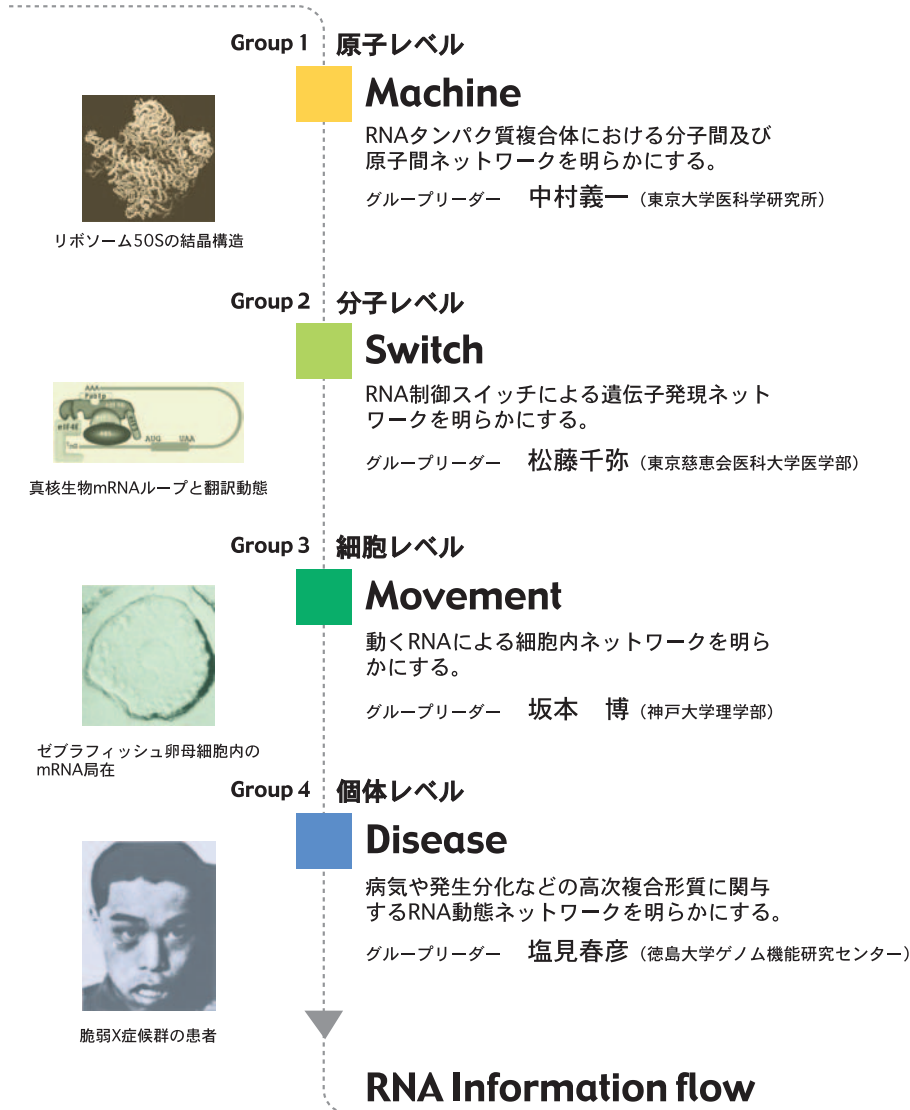 Group 1 原子レベル
Machine
RNAタンパク質複合体における分子間及び
原子間ネットワークを明らかにする。
グループリーダー 中村義一（東京大学医科学研究所）
リボソーム50Sの結晶構造
Group 2 分子レベル
Switch
RNA制御スイッチによる遺伝子発現ネット
ワークを明らかにする。
グループリーダー 松藤千弥（東京慈恵会医科大学医学部）
AAA
Pab1p
eIF4E
AUG UAA
真核生物mRNAループと翻訳動態
Group 3 細胞レベル
Movement
動くRNAによる細胞内ネットワークを明ら
かにする。
グループリーダー 坂本 博（神戸大学理学部）
ゼブラフィッシュ卵母細胞内の
mRNA局在
Group 4 個体レベル
Disease
病気や発生分化などの高次複合形質に関与
するRNA動態ネットワークを明らかにする。
グループリーダー 塩見春彦（徳島大学ゲノム機能研究センター）
脆弱X症候群の患者
RNA Information flow